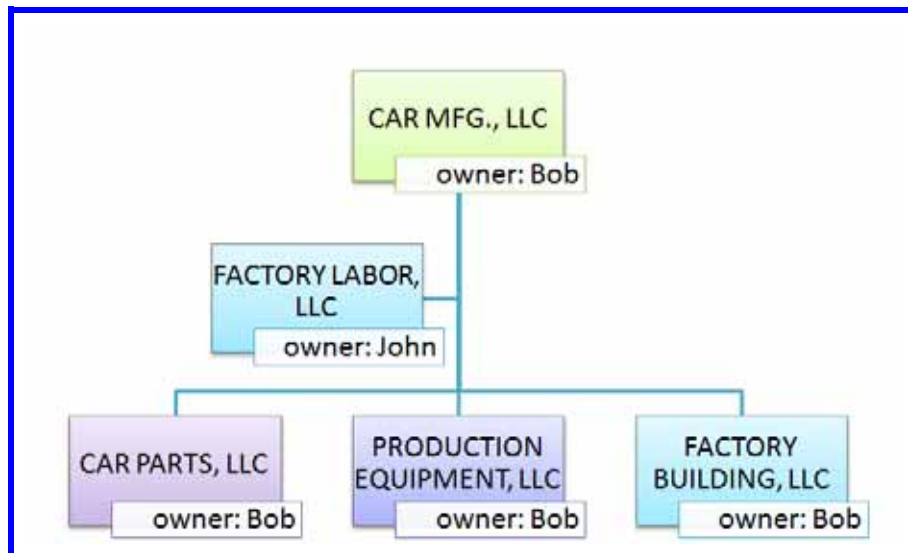 CAR MFG., LLC
owner: Bob
FACTORY LABOR,
LLC
owner: John
CAR PARTS, LLC
owner: Bob
PRODUCTION
EQUIPMENT, LLC
owner: Bob
FACTORY
BUILDING, LLC
owner: Bob